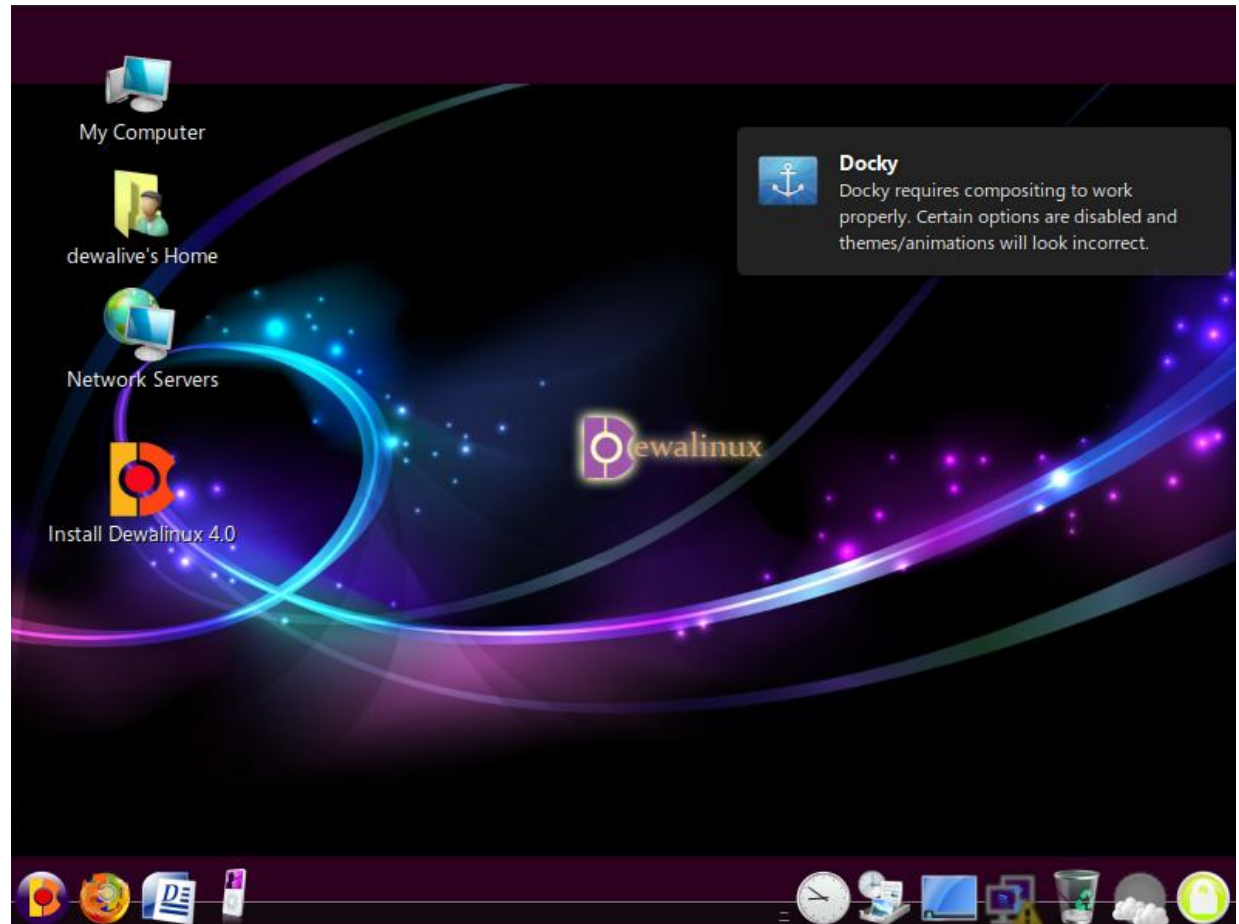 My Computer
dewalive's Home
Network Servers
Install Dewalinux 4.0
Docky
Docky requires compositing to work
properly. Certain options are disabled and
themes/animations will look incorrect.
Dewalinux